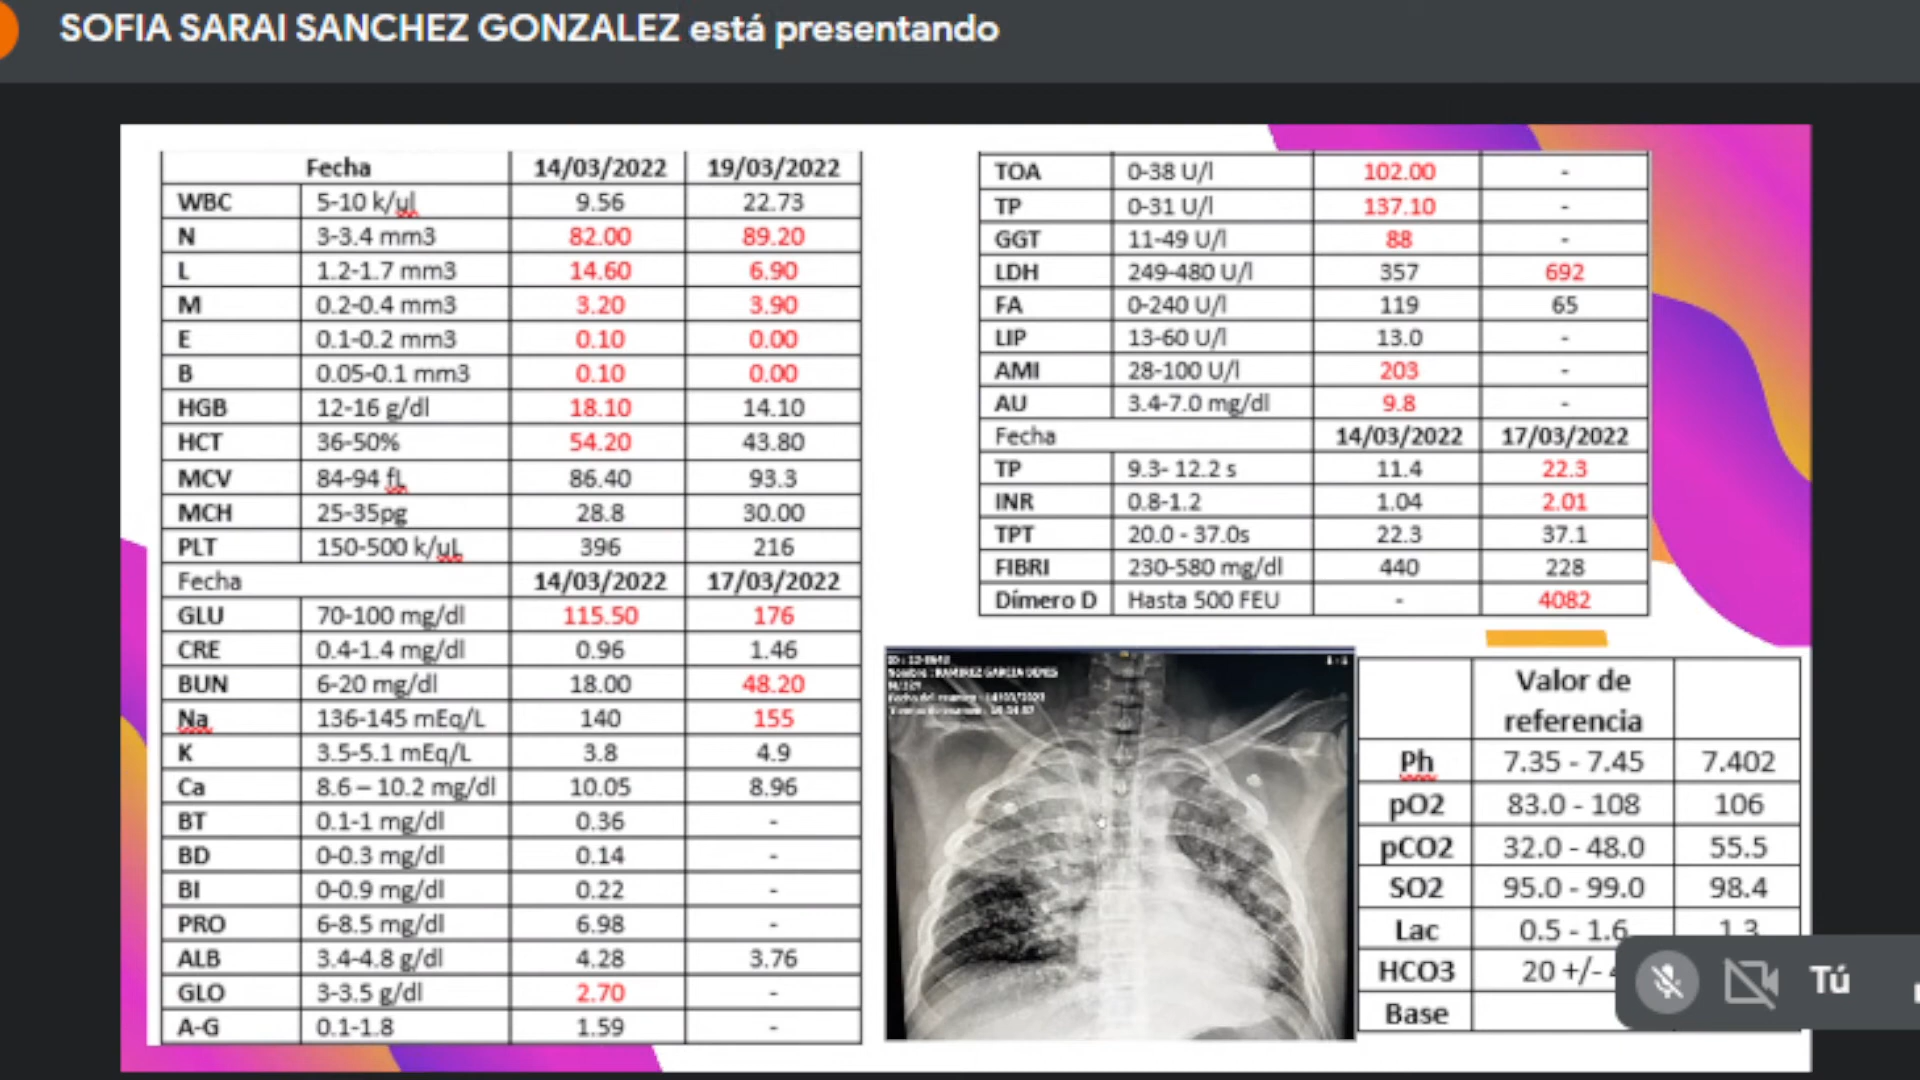 SOFIA SARAI SANCHEZ GONZALEZ está presentando
Fecha 14/03/2022 19/03/2022
WBC 5-10 k/ul 9.56 22.73
N 3-3.4 mm3 82.00 89.20
L 1.2-1.7 mm3 14.60 6.90
M 0.2-0.4 mm3 3.20 3.90
E 0.1-0.2 mm3 0.10 0.00
B 0.05-0.1 mm3 0.10 0.00
HGB 12-16 g/dl 18.10 14.10
HCT 36-50% 54.20 43.80
MCV 84-94 fL 86.40 93.3
MCH 25-35pg 28.8 30.00
PLT 150-500 k/uL 396 216
Fecha 14/03/2022 17/03/2022
GLU 70-100 mg/dl 115.50 176
CRE 0.4-1.4 mg/dl 0.96 1.46
BUN 6-20 mg/dl 18.00 48.20
Na 136-145 mEq/L 140 155
K 3.5-5.1 mEq/L 3.8 4.9
Ca 8.6 – 10.2 mg/dl 10.05 8.96
BT 0.1-1 mg/dl 0.36 -
BD 0-0.3 mg/dl 0.14 -
BI 0-0.9 mg/dl 0.22 -
PRO 6-8.5 mg/dl 6.98 -
ALB 3.4-4.8 g/dl 4.28 3.76
GLO 3-3.5 g/dl 2.70 -
A-G 0.1-1.8 1.59 -
TOA 0-38 U/l 102.00 -
TP 0-31 U/l 137.10 -
GGT 11-49 U/l 88 -
LDH 249-480 U/l 357 692
FA 0-240 U/l 119 65
LIP 13-60 U/l 13.0 -
AMI 28-100 U/l 203 -
AU 3.4-7.0 mg/dl 9.8 -
Fecha 14/03/2022 17/03/2022
TP 9.3- 12.2 s 11.4 22.3
INR 0.8-1.2 1.04 2.01
TPT 20.0 - 37.0s 22.3 37.1
FIBRI 230-580 mg/dl 440 228
Dímero D Hasta 500 FEU - 4082
RAMIREZ GARCIA
Valor de
referencia
Ph 7.35 - 7.45 7.402
pO2 83.0 - 108 106
pCO2 32.0 - 48.0 55.5
SO2 95.0 - 99.0 98.4
Lac 0.5 - 1.6 1.3
HCO3 20 +/-
Base
Tú